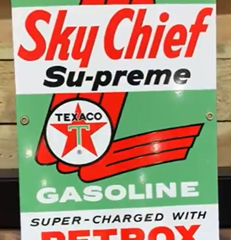 Sky Chief
Su-preme
TEXACO
T
GASOLINE
SUPER-CHARGED WITH
PETROX